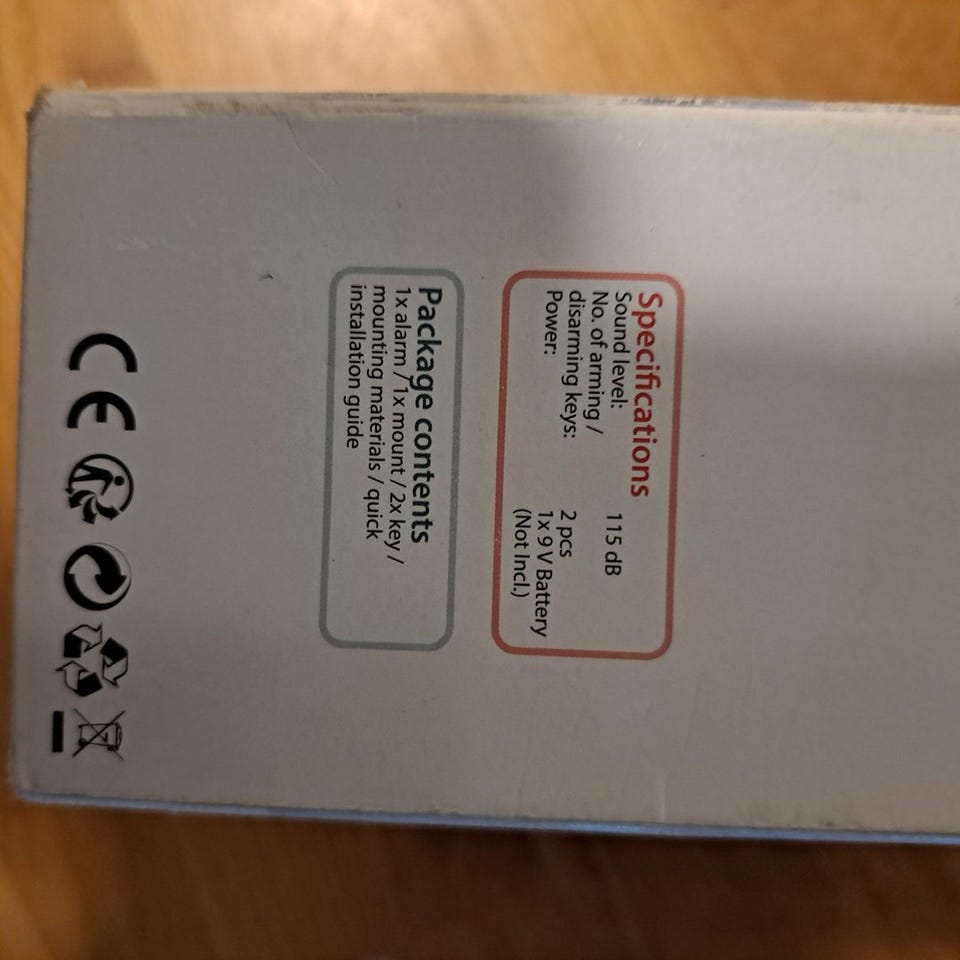 Specifications
Sound level: 115 dB
No. of arming /
disarming keys: 2 pcs
Power: 1x 9 V Battery
(Not Incl.)
Package contents
1x alarm / 1x mount / 2x key /
mounting materials / quick
installation guide
CE